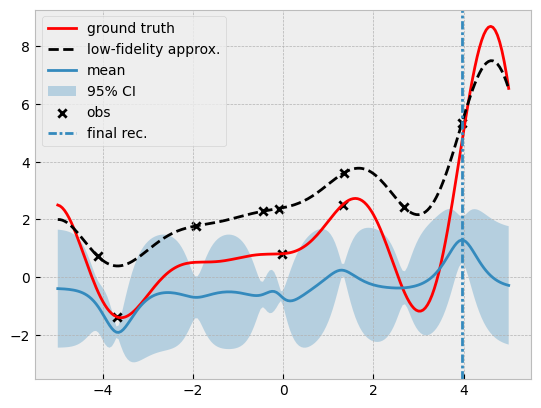 ground truth
low-fidelity approx.
mean
95% CI
obs
final rec.
8
6
4
2
0
−2
−4 −2 0 2 4